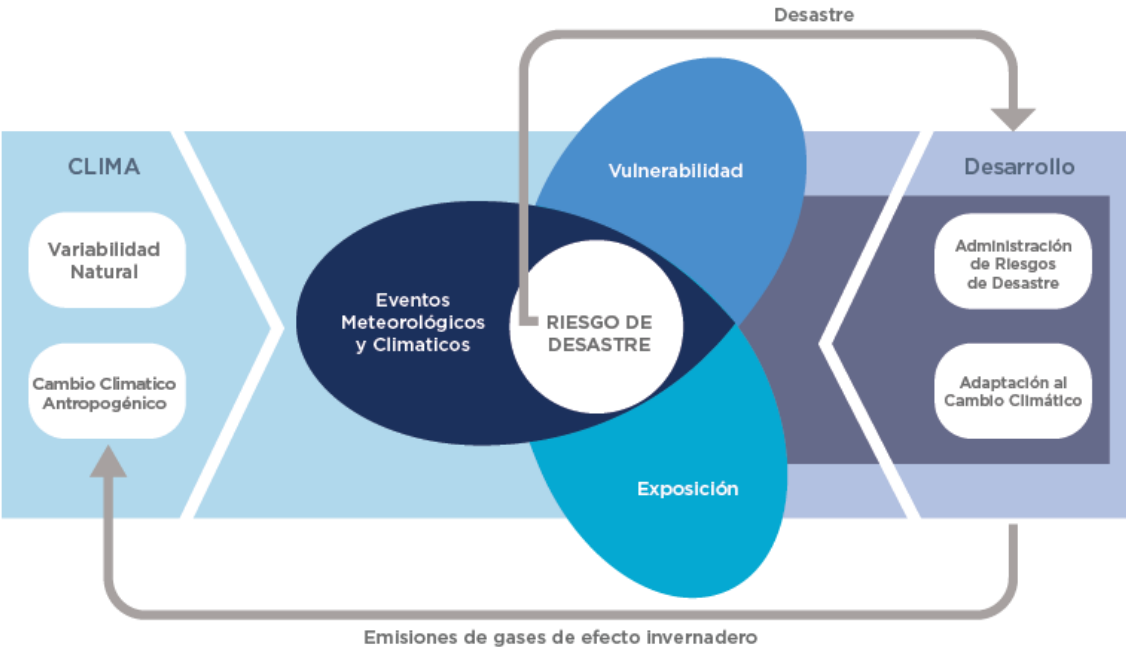 Desastre
CLIMA
Variabilidad
Natural
Cambio Climatico
Antropogénico
Eventos
Meteorológicos
y Climaticos
RIESGO DE
DESASTRE
Vulnerabilidad
Exposición
Desarrollo
Administración
de Riesgos
de Desastre
Adaptación al
Cambio Climático
Emisiones de gases de efecto invernadero